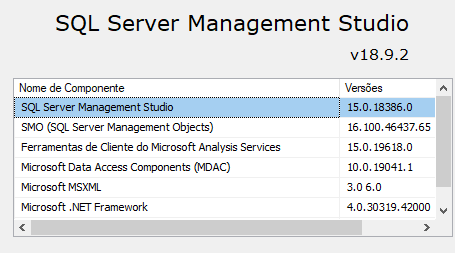 SQL Server Management Studio
v18.9.2
Nome de Componente Versões
SQL Server Management Studio 15.0.18386.0
SMO (SQL Server Management Objects) 16.100.46437.65
Ferramentas de Cliente do Microsoft Analysis Services 15.0.19618.0
Microsoft Data Access Components (MDAC) 10.0.19041.1
Microsoft MSXML 3.0 6.0
Microsoft .NET Framework 4.0.30319.42000